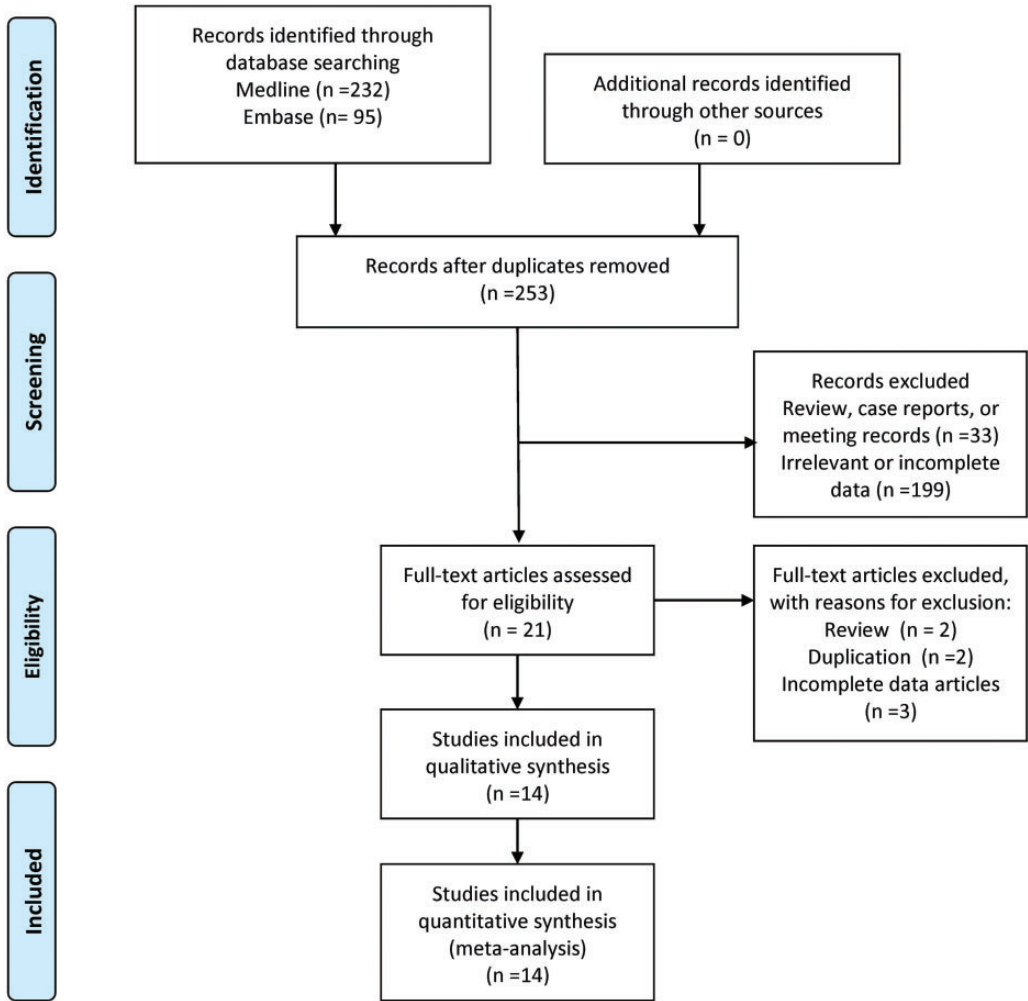 Identification
Records identified through
database searching
Medline (n =232)
Embase (n= 95)
Additional records identified
through other sources
(n = 0)
Records after duplicates removed
(n =253)
Screening
Records excluded
Review, case reports, or
meeting records (n =33)
Irrelevant or incomplete
data (n =199)
Eligibility
Full-text articles assessed
for eligibility
(n = 21)
Full-text articles excluded,
with reasons for exclusion:
Review  (n = 2)
Duplication  (n =2)
Incomplete data articles
(n =3)
Studies included in
qualitative synthesis
(n =14)
Included
Studies included in
quantitative synthesis
(meta-analysis)
(n =14)